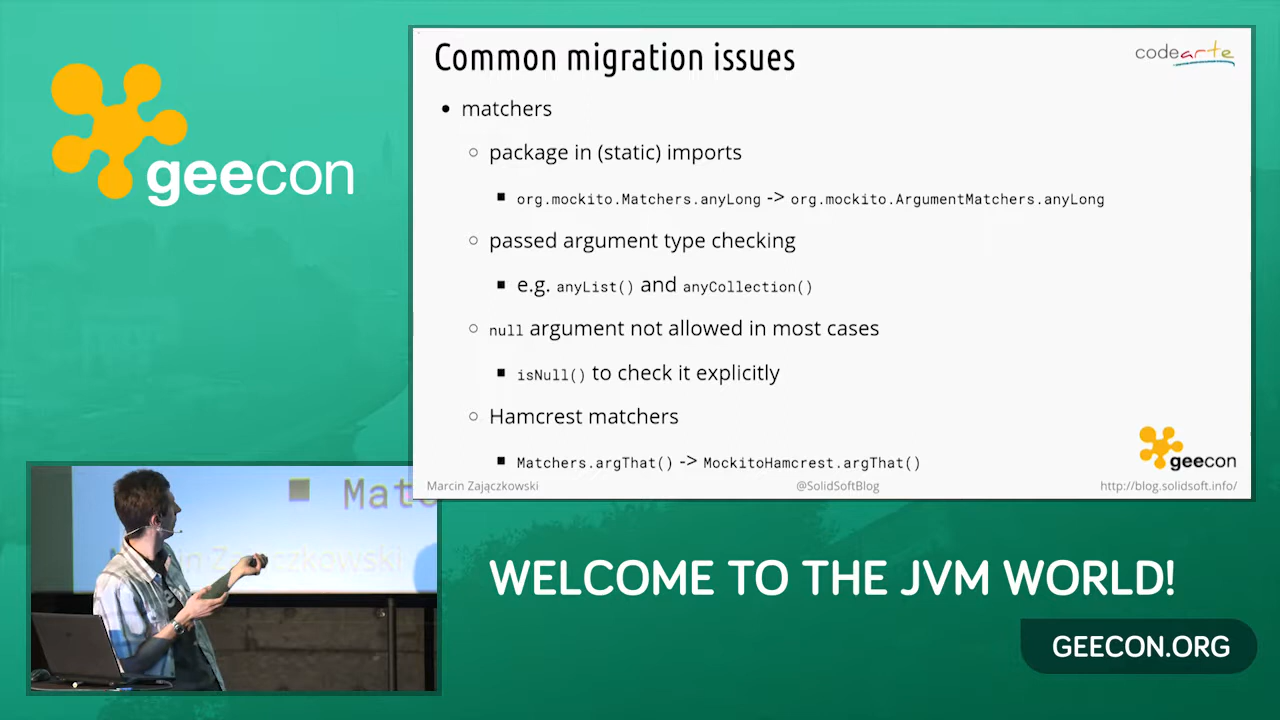 geecon
Common migration issues
codearte
matchers
package in (static) imports
org.mockito.Matchers.anyLong -> org.mockito.ArgumentMatchers.anyLong
passed argument type checking
e.g. anyList() and anyCollection()
null argument not allowed in most cases
isNull() to check it explicitly
Hamcrest matchers
Matchers.argThat() -> MockitoHamcrest.argThat()
geecon
Marcin Zajączkowski
@SolidSoftBlog
http://blog.solidsoft.info/
WELCOME TO THE JVM WORLD!
GEECON.ORG